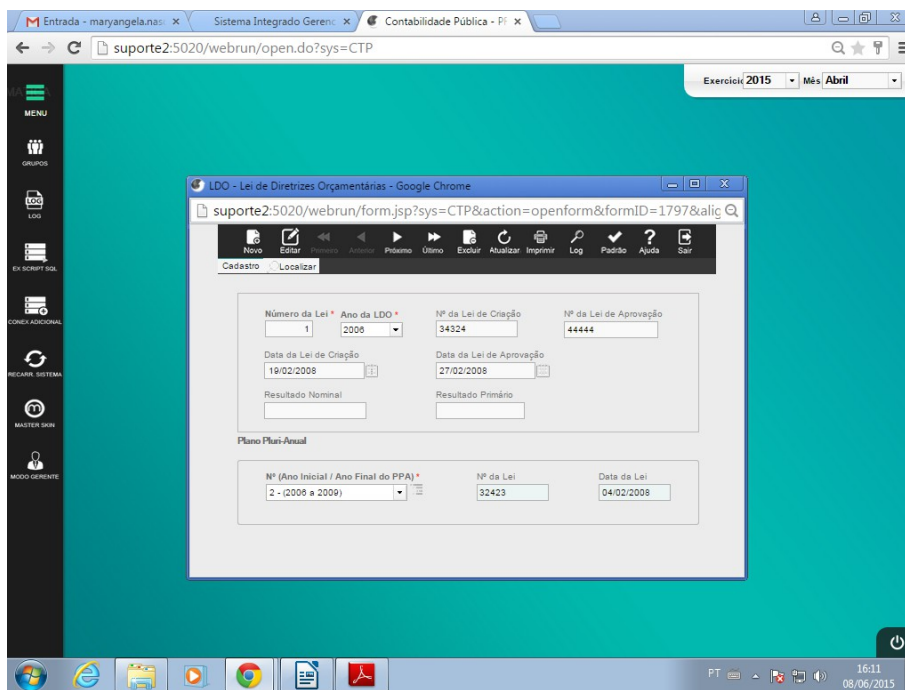 Entrada - maryangela.nas
Sistema Integrado Gerenc
Contabilidade Pública - PF
suporte2:5020/webrun/open.do?sys=CTP
Exercício 2015 Mês Abril
MENU
GRUPOS
LOG
LOG
EX SCRIPT SQL
CONEX ADICIONAL
RECARR. SISTEMA
MASTER SKIN
MODO GERENTE
LDO - Lei de Diretrizes Orçamentárias - Google Chrome
suporte2:5020/webrun/form.jsp?sys=CTP&action=openform&formID=1797&alig
Novo Editar Primeiro Anterior Próximo Último Excluir Atualizar Imprimir Log Padrão Ajuda Sair
Cadastro Localizar
Número da Lei * Ano da LDO * Nº da Lei de Criação Nº da Lei de Aprovação
1 2006 34324 44444
Data da Lei de Criação Data da Lei de Aprovação
19/02/2008 27/02/2008
Resultado Nominal Resultado Primário
Plano Pluri-Anual
Nº (Ano Inicial / Ano Final do PPA) * Nº da Lei Data da Lei
2 - (2006 a 2009) 32423 04/02/2008
PT 16:11
08/06/2015